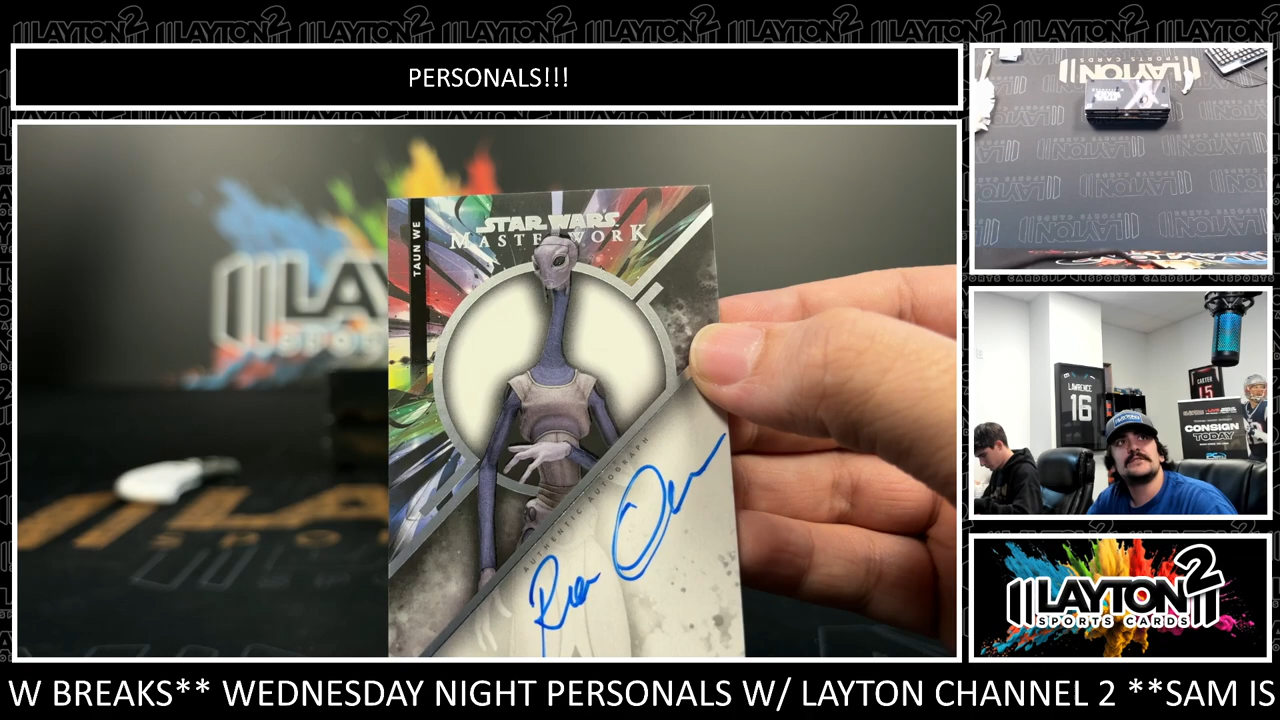 PERSONALS!!!
TAUN WE
STAR WARS
MASTERWORK
AUTHENTIC AUTOGRAPH
LAYTON
SPORTS CARDS
LAWRENCE
16
CARTER
15
CONSIGN
TODAY
LAYTON 2
SPORTS CARDS
W BREAKS** WEDNESDAY NIGHT PERSONALS W/ LAYTON CHANNEL 2 **SAM IS